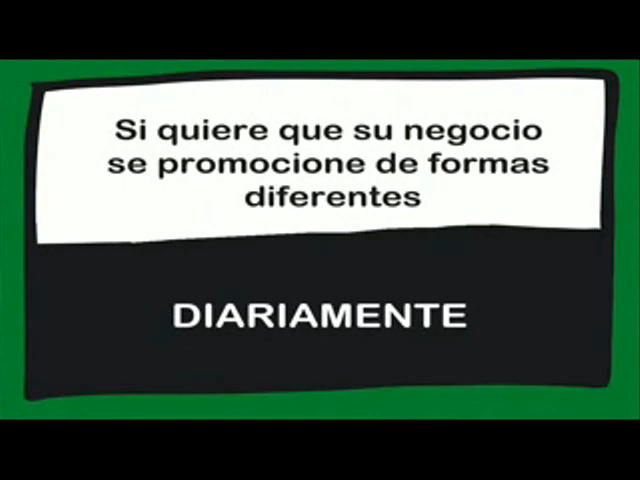 Si quiere que su negocio
se promocione de formas
diferentes
DIARIAMENTE